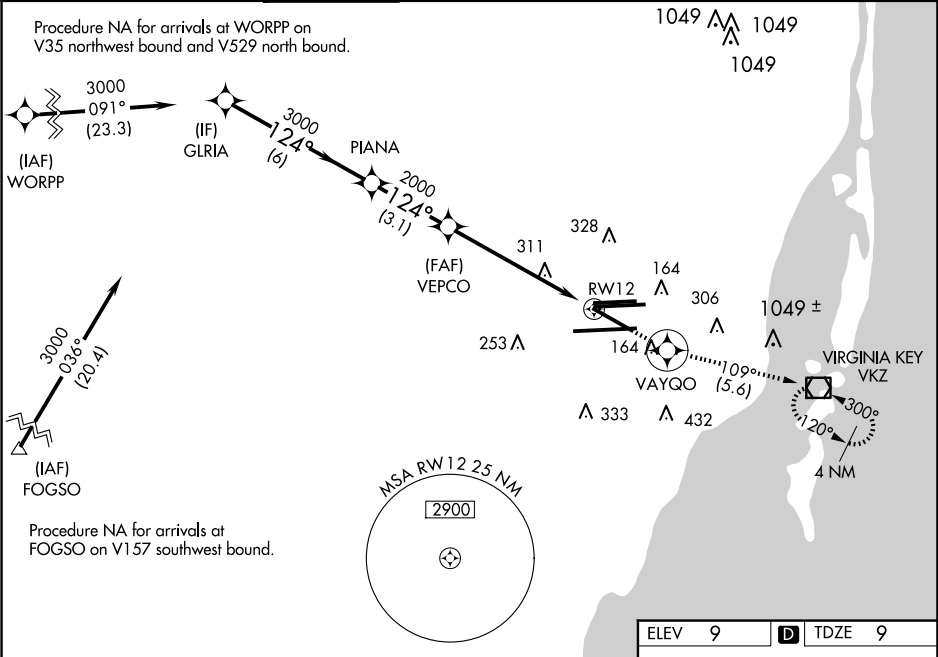 Procedure NA for arrivals at WORPP on
V35 northwest bound and V529 north bound.
1049
1049
1049
3000
091°
(23.3)
(IAF)
WORPP
(IF)
GLRIA
3000
124°
(6)
PIANA
2000
124°
(3.1)
(FAF)
VEPCO
311
328
RW12
164
306
1049 ±
253
164
VAYQO
109°
(5.6)
VIRGINIA KEY
VKZ
300°
120°
4 NM
333
432
3000
036°
(20.4)
(IAF)
FOGSO
Procedure NA for arrivals at
FOGSO on V157 southwest bound.
MSA RW12 25 NM
2900
ELEV 9 D TDZE 9